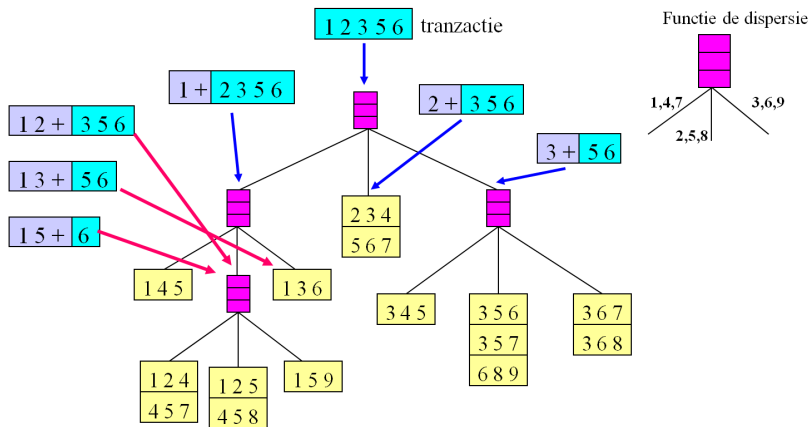 1 2 3 5 6 tranzactie
Functie de dispersie
1 + 2 3 5 6
2 + 3 5 6
1,4,7
3,6,9
2,5,8
1 2 + 3 5 6
3 + 5 6
1 3 + 5 6
1 5 + 6
2 3 4
5 6 7
1 4 5
1 3 6
3 4 5
3 5 6
3 6 7
3 5 7
3 6 8
6 8 9
1 2 4
1 2 5
1 5 9
4 5 7
4 5 8